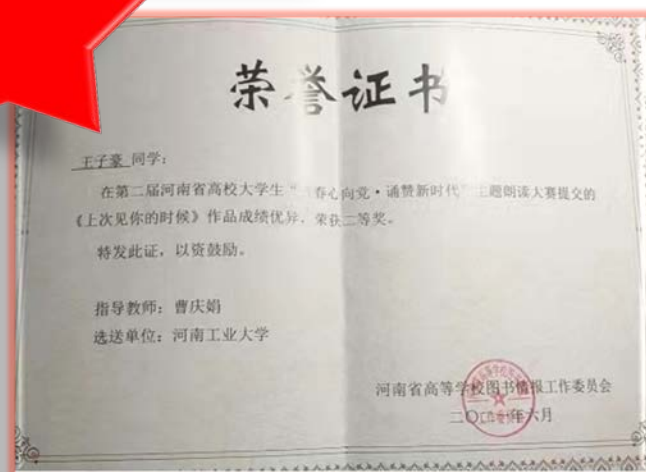 荣誉证书
王子豪 同学：
在第二届河南省高校大学生“ 春心向党·诵赞新时代”主题朗读大赛提交的
《上次见你的时候》作品成绩优异，荣获二等奖。
特发此证，以资鼓励。
指导教师：曹庆娟
选送单位：河南工业大学
河南省高等学校图书情报工作委员会
二〇二一年六月